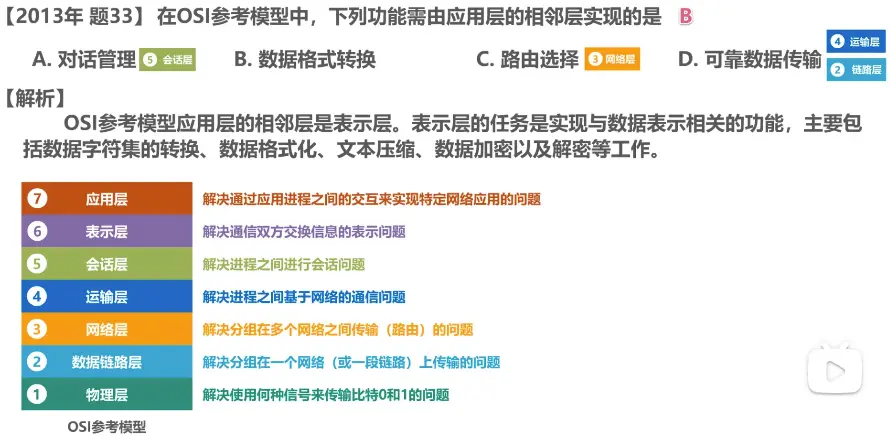 【2013年 题33】在OSI参考模型中，下列功能需由应用层的相邻层实现的是 B
A. 对话管理 5 会话层 B. 数据格式转换 C. 路由选择 3 网络层 D. 可靠数据传输 4 运输层
2 链路层
【解析】
OSI参考模型应用层的相邻层是表示层。表示层的任务是实现与数据表示相关的功能，主要包
括数据字符集的转换、数据格式化、文本压缩、数据加密以及解密等工作。
7 应用层 解决通过应用进程之间的交互来实现特定网络应用的问题
6 表示层 解决通信双方交换信息的表示问题
5 会话层 解决进程之间进行会话问题
4 运输层 解决进程之间基于网络的通信问题
3 网络层 解决分组在多个网络之间传输（路由）的问题
2 数据链路层 解决分组在一个网络（或一段链路）上传输的问题
1 物理层 解决使用何种信号来传输比特0和1的问题
OSI参考模型